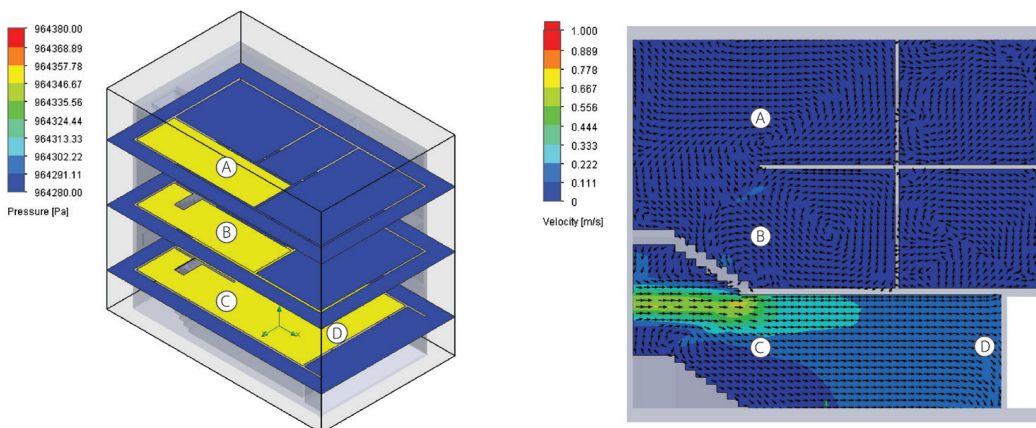 964380.00
964368.89
964357.78
964346.67
964335.56
964324.44
964313.33
964302.22
964291.11
964280.00
Pressure [Pa]
A
B
C
D
1.000
0.889
0.778
0.667
0.556
0.444
0.333
0.222
0.111
0
Velocity [m/s]
A
B
C
D